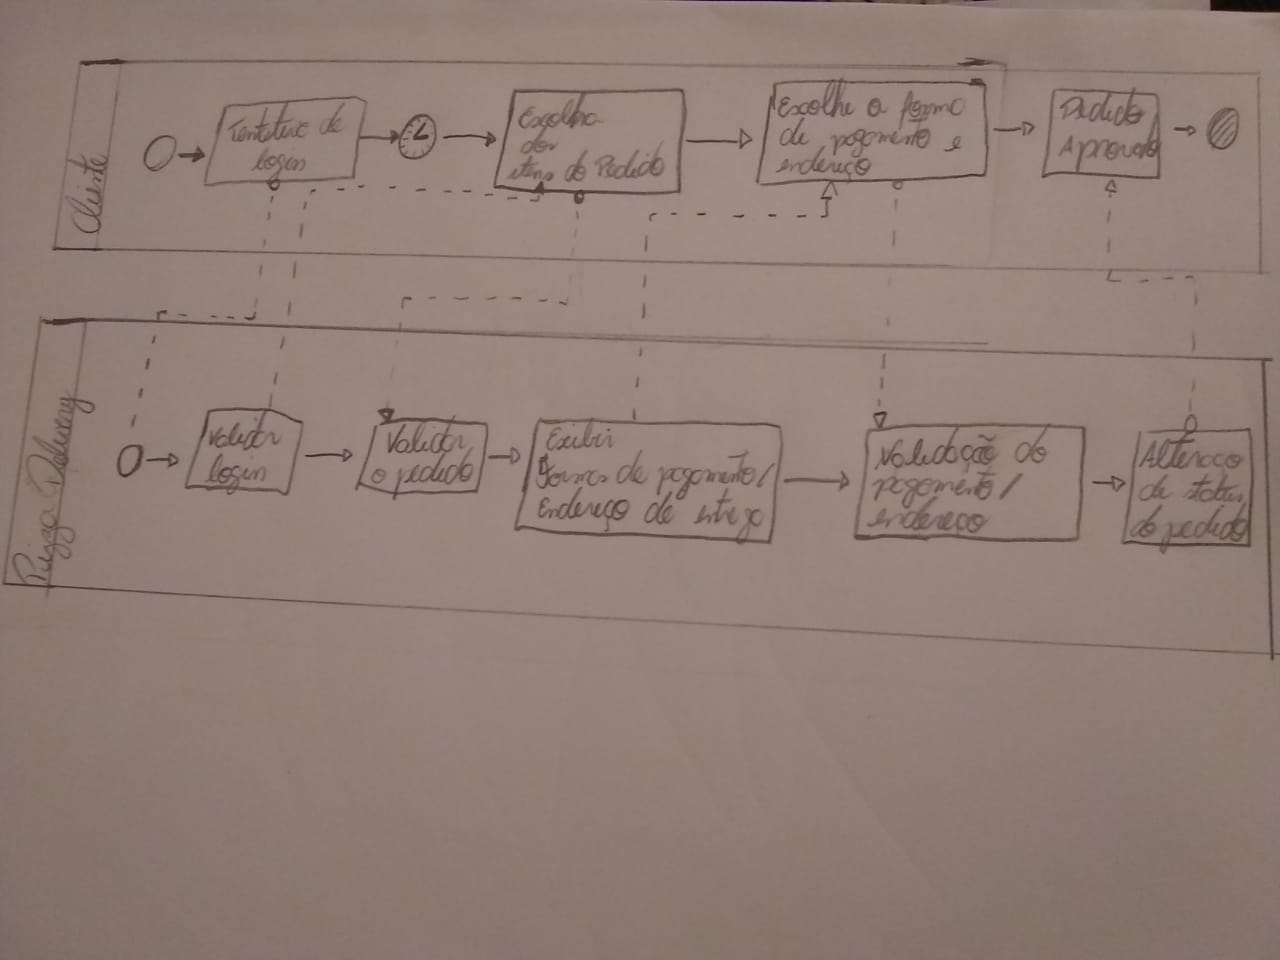 Cliente
Tentativa de
login
Escolha
dos
itens do Pedido
Escolhe a forma
de pagamento e
endereço
Pedido
Aprovado
Pizza Delivery
Validar
login
Validar
o pedido
Exibir
formas de pagamento/
Endereço de entrega
Validação do
pagamento/
endereço
Alteração
de status
do pedido